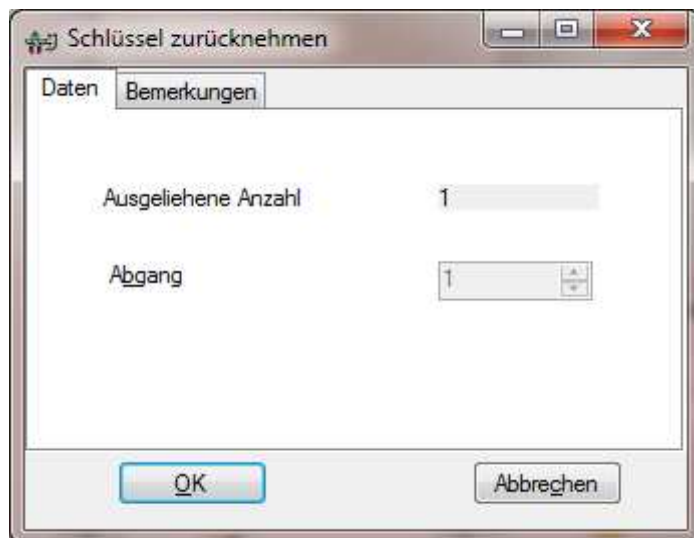 Schlüssel zurücknehmen
Daten Bemerkungen
Ausgeliehene Anzahl 1
Abgang 1
OK Abbrechen